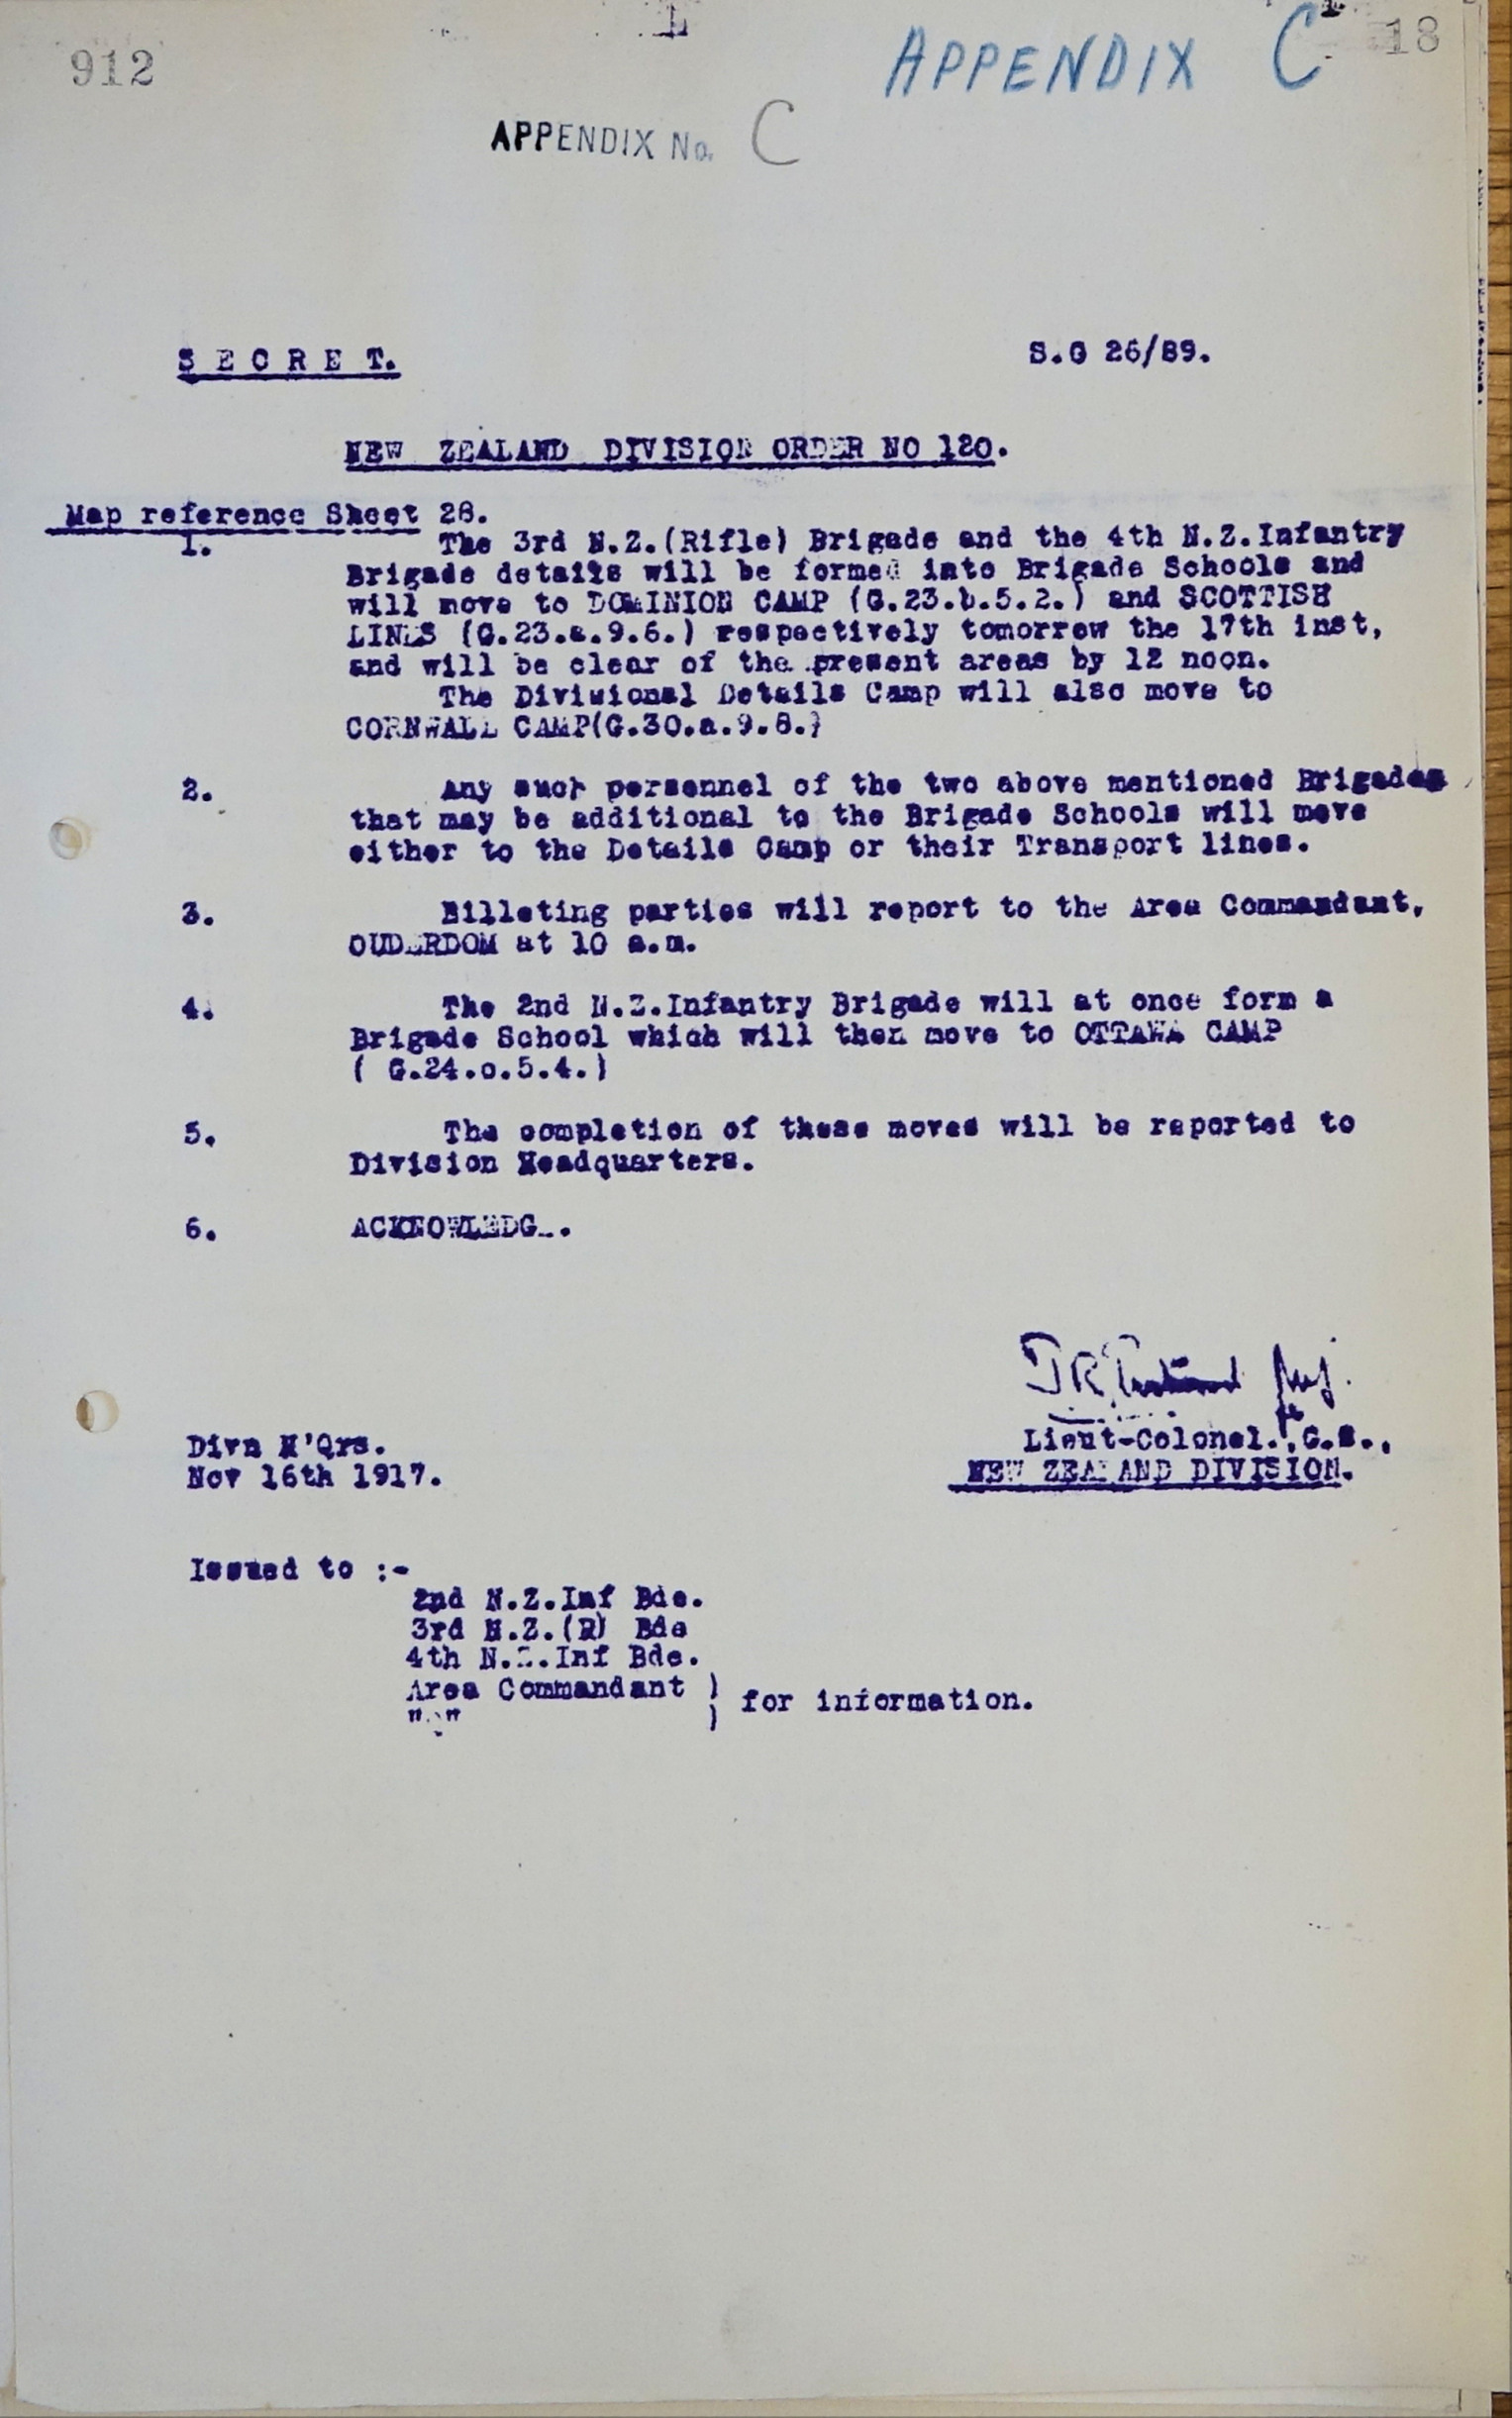 912
APPENDIX C
18
APPENDIX No. C
S E C R E T.
S.G 26/89.
NEW ZEALAND DIVISION ORDER NO 120.
Map reference Sheet 28.
1. The 3rd N.Z.(Rifle) Brigade and the 4th N.Z.Infantry
Brigade details will be formed into Brigade Schools and
will move to DOMINION CAMP (G.23.b.5.2.) and SCOTTISH
LINES (G.23.a.9.6.) respectively tomorrow the 17th inst,
and will be clear of the present areas by 12 noon.
The Divisional Details Camp will also move to
CORNWALL CAMP(G.30.a.9.8.)
2. Any such personnel of the two above mentioned Brigades
that may be additional to the Brigade Schools will move
either to the Details Camp or their Transport lines.
3. Billeting parties will report to the Area Commandant,
OUDERDOM at 10 a.m.
4. The 2nd N.Z.Infantry Brigade will at once form a
Brigade School which will then move to OTTAWA CAMP
( G.24.c.5.4.)
5. The completion of these moves will be reported to
Division Headquarters.
6. ACKNOWLEDGE.
Divn H'Qrs.
Nov 16th 1917.
Lieut-Colonel., G.S.,
NEW ZEALAND DIVISION.
Issued to :-
2nd N.Z.Inf Bde.
3rd N.Z.(R) Bde
4th N.Z.Inf Bde.
Area Commandant )
) for information.